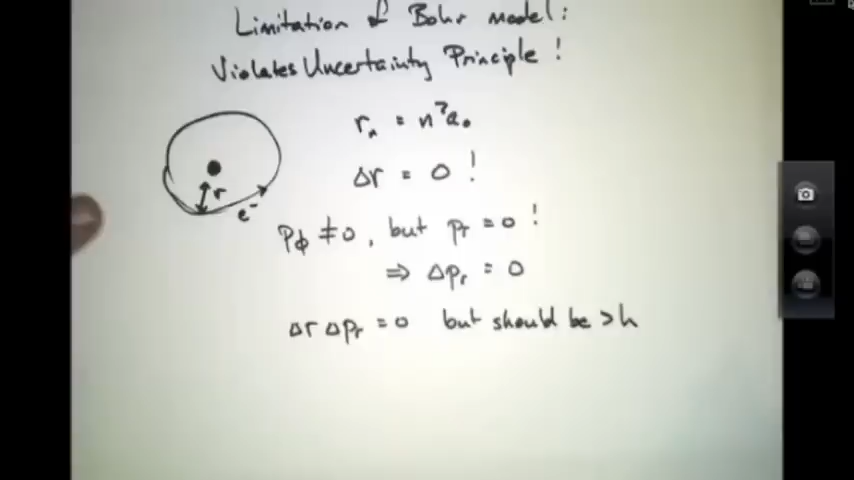 Limitation of Bohr model:
Violates Uncertainty Principle !
rₙ = n²a₀
Δr = 0 !
r
e⁻
pϕ ≠ 0, but pᵣ = 0 !
⇒ Δpᵣ = 0
Δr Δpᵣ = 0 but should be > h